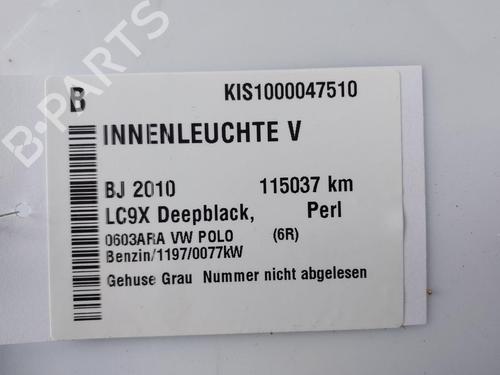 B KIS1000047510
INNENLEUCHTE V
BJ 2010 115037 km
LC9X Deepblack, Perl
0603ARA VW POLO (6R)
Benzin/1197/0077kW
Gehuse Grau Nummer nicht abgelesen
B-PARTS